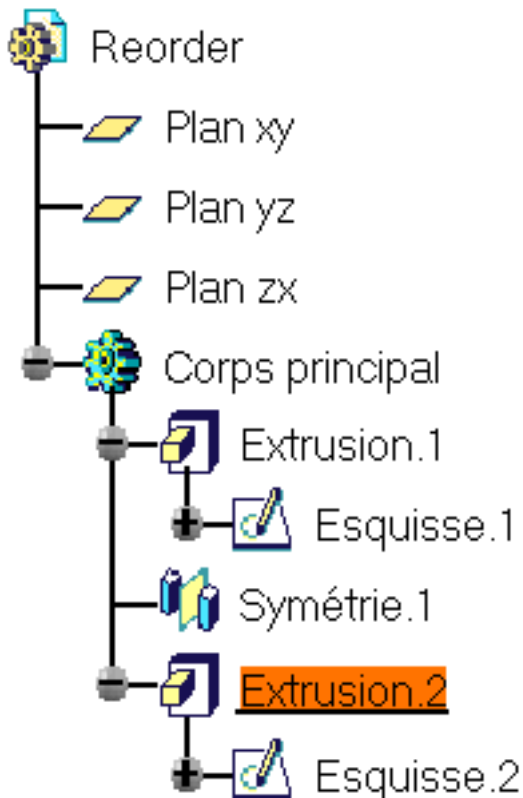 Reorder
Plan xy
Plan yz
Plan zx
Corps principal
Extrusion.1
Esquisse.1
Symétrie.1
Extrusion.2
Esquisse.2